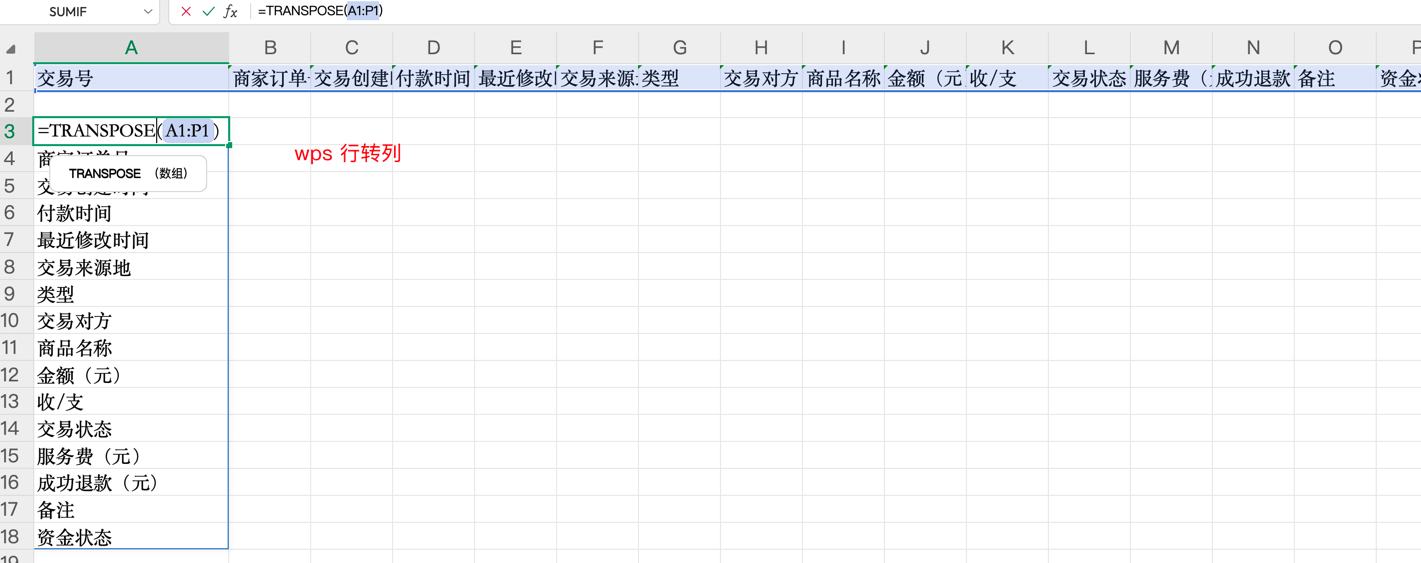 SUMIF =TRANSPOSE(A1:P1)
A B C D E F G H I J K L M N O P
1 交易号 商家订单 交易创建 付款时间 最近修改 交易来源 类型 交易对方 商品名称 金额（元 收/支 交易状态 服务费（ 成功退款 备注 资金
2
3 =TRANSPOSE(A1:P1)
wps 行转列
4
TRANSPOSE （数组）
5
6 付款时间
7 最近修改时间
8 交易来源地
9 类型
10 交易对方
11 商品名称
12 金额（元）
13 收/支
14 交易状态
15 服务费（元）
16 成功退款（元）
17 备注
18 资金状态
19